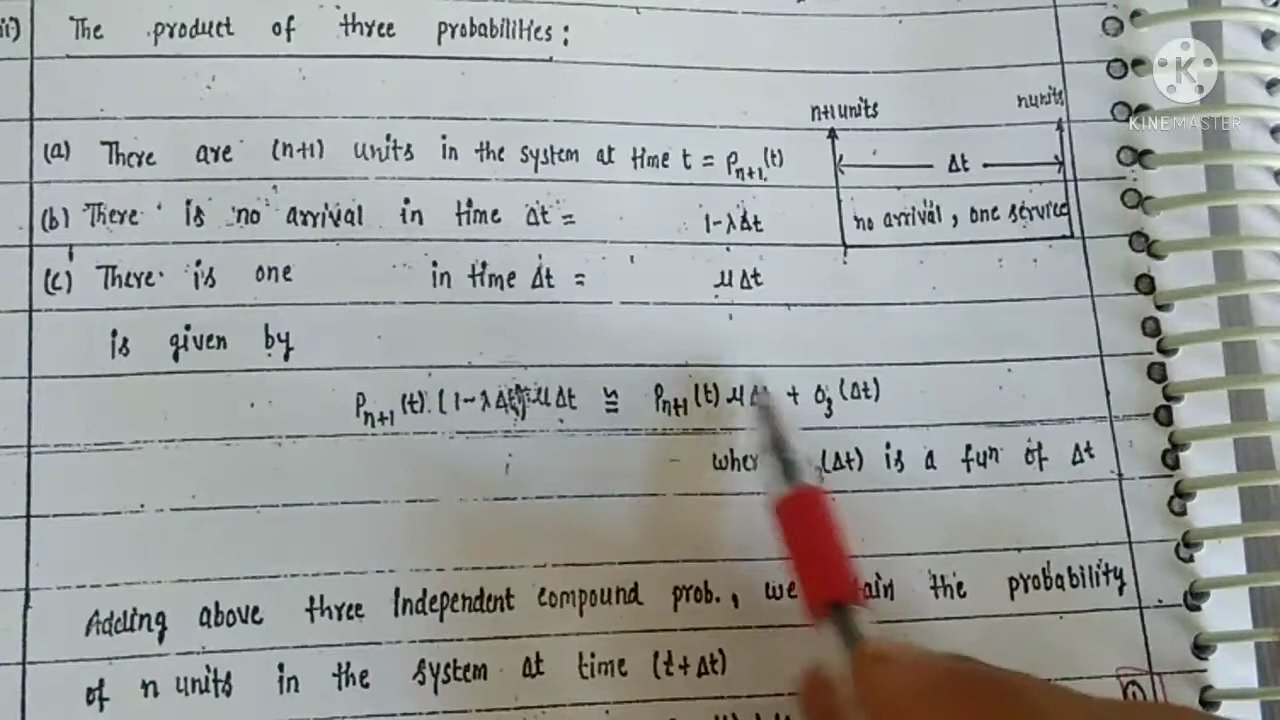 ii) The product of three probabilities :
n+1 units n units
(a) There are (n+1) units in the system at time t = Pn+1(t)
Δt
(b) There is no arrival in time Δt = 1-λΔt
no arrival, one service
(c) There is one in time Δt = μΔt
is given by
Pn+1(t). (1-λΔt) μΔt ≅ Pn+1(t) μΔt + O3(Δt)
(Δt) is a fun of Δt
Adding above three Independent compound prob., we the probability
of n units in the system at time (t+Δt)
K
KINEMASTER